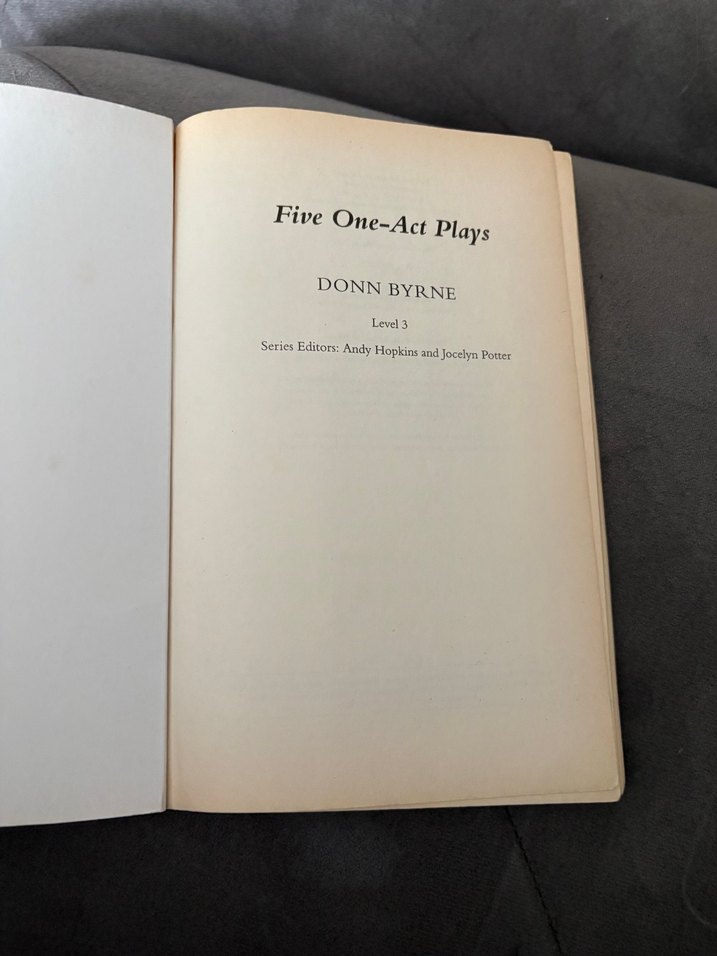 Five One-Act Plays
DONN BYRNE
Level 3
Series Editors: Andy Hopkins and Jocelyn Potter